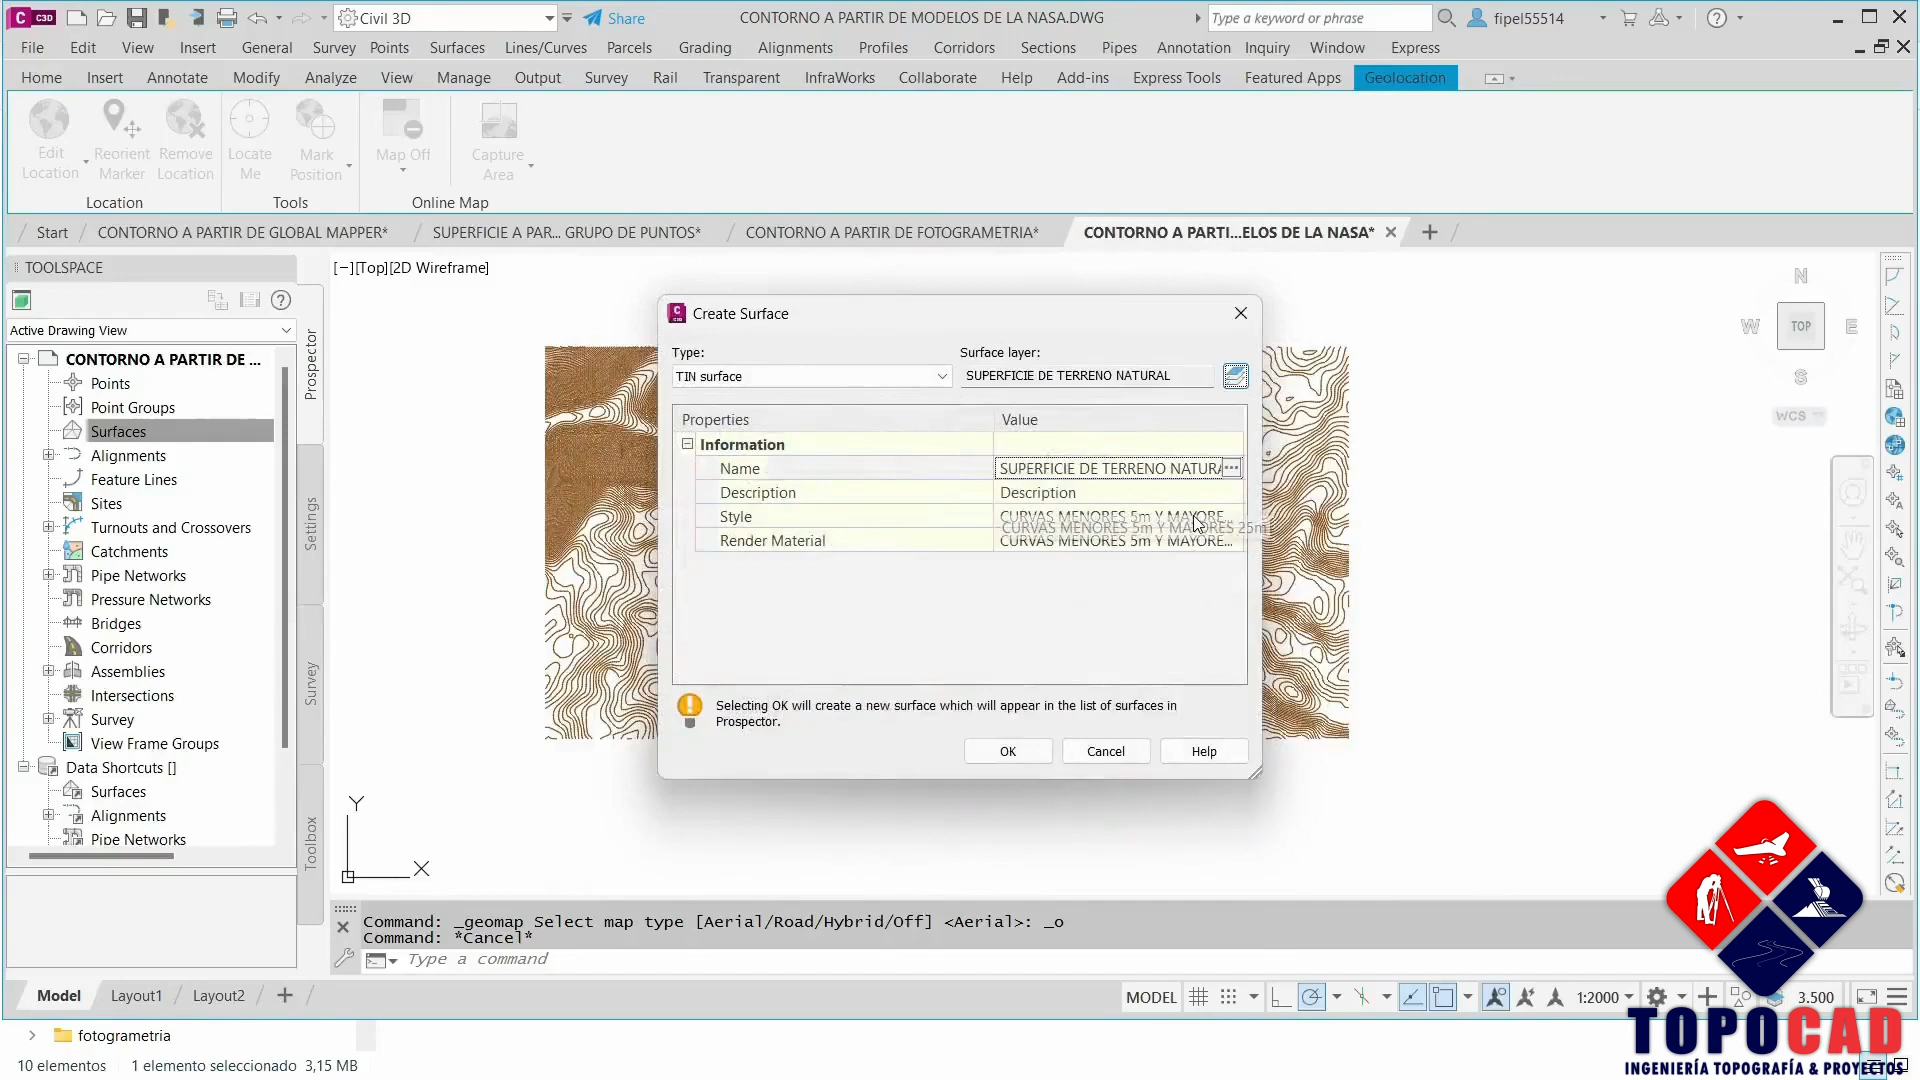 C3D Civil 3D Share CONTORNO A PARTIR DE MODELOS DE LA NASA.DWG Type a keyword or phrase fipel55514
File Edit View Insert General Survey Points Surfaces Lines/Curves Parcels Grading Alignments Profiles Corridors Sections Pipes Annotation Inquiry Window Express
Home Insert Annotate Modify Analyze View Manage Output Survey Rail Transparent InfraWorks Collaborate Help Add-ins Express Tools Featured Apps Geolocation
Edit Location
Reorient Marker
Remove Location
Locate Me
Mark Position
Map Off
Capture Area
Location Tools Online Map
Start CONTORNO A PARTIR DE GLOBAL MAPPER* SUPERFICIE A PAR... GRUPO DE PUNTOS* CONTORNO A PARTIR DE FOTOGRAMETRIA* CONTORNO A PARTI...ELOS DE LA NASA*
TOOLSPACE
Active Drawing View
CONTORNO A PARTIR DE ...
Points
Point Groups
Surfaces
Alignments
Feature Lines
Sites
Turnouts and Crossovers
Catchments
Pipe Networks
Pressure Networks
Bridges
Corridors
Assemblies
Intersections
Survey
View Frame Groups
Data Shortcuts []
Surfaces
Alignments
Pipe Networks
Prospector
Settings
Survey
Toolbox
[−][Top][2D Wireframe]
N
W TOP E
S
WCS
Create Surface
Type: Surface layer:
TIN surface SUPERFICIE DE TERRENO NATURAL
Properties Value
Information
Name SUPERFICIE DE TERRENO NATURA
Description Description
Style CURVAS MENORES 5m Y MAYORE...
CURVAS MENORES 5m Y MAYORES 25m
Render Material CURVAS MENORES 5m Y MAYORE...
Selecting OK will create a new surface which will appear in the list of surfaces in
Prospector.
OK Cancel Help
Y
X
Command: _geomap Select map type [Aerial/Road/Hybrid/Off] <Aerial>: _o
Command: *Cancel*
Type a command
Model Layout1 Layout2 MODEL 1:2000 3.500
fotogrametria
10 elementos 1 elemento seleccionado 3,15 MB
TOPOCAD
INGENIERÍA TOPOGRAFÍA & PROYECTOS